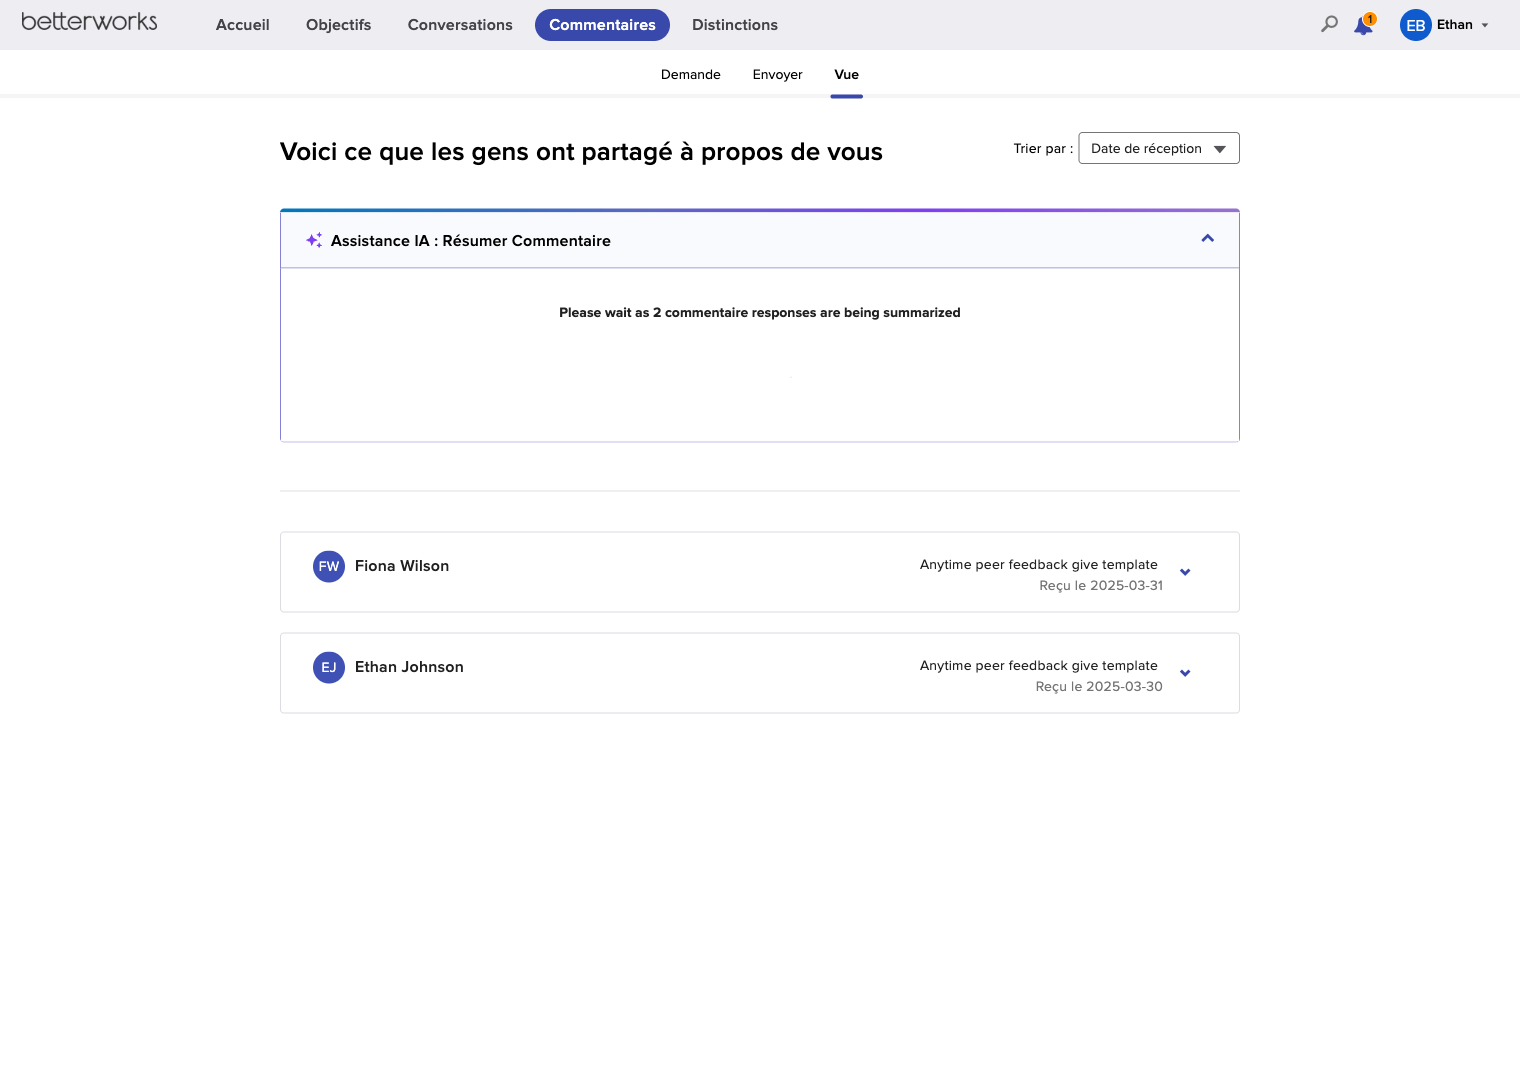 betterworks
Accueil
Objectifs
Conversations
Commentaires
Distinctions
1
EB
Ethan
Demande
Envoyer
Vue
Voici ce que les gens ont partagé à propos de vous
Trier par :
Date de réception
Assistance IA : Résumer Commentaire
Please wait as 2 commentaire responses are being summarized
FW
Fiona Wilson
Anytime peer feedback give template
Reçu le 2025-03-31
EJ
Ethan Johnson
Anytime peer feedback give template
Reçu le 2025-03-30